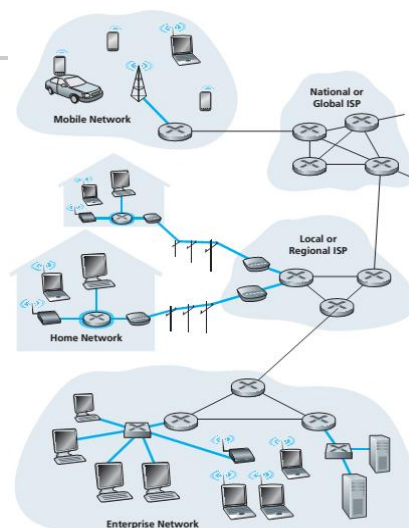 Mobile Network
National or
Global ISP
Local or
Regional ISP
Home Network
Enterprise Network